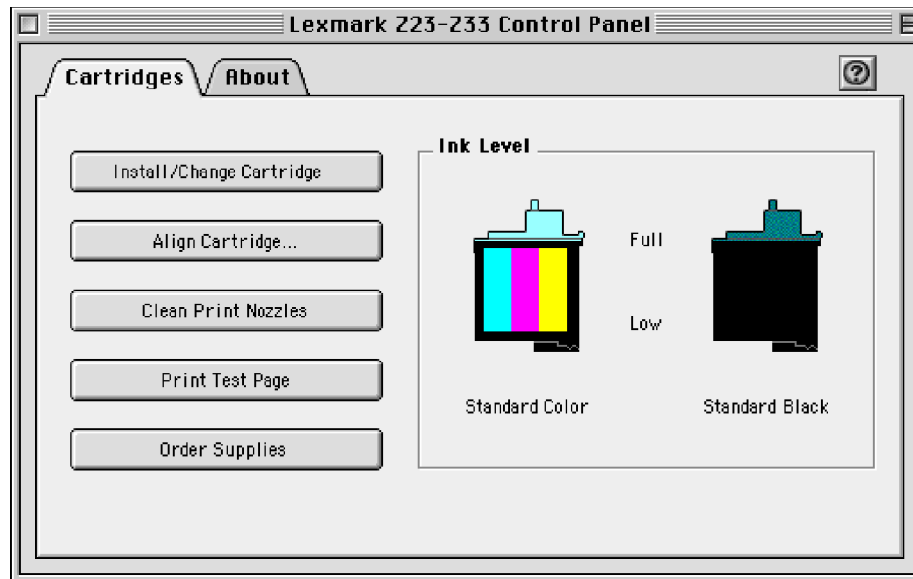 Lexmark Z23-Z33 Control Panel
Cartridges
About
?
Install/Change Cartridge
Align Cartridge...
Clean Print Nozzles
Print Test Page
Order Supplies
Ink Level
Full
Low
Standard Color
Standard Black